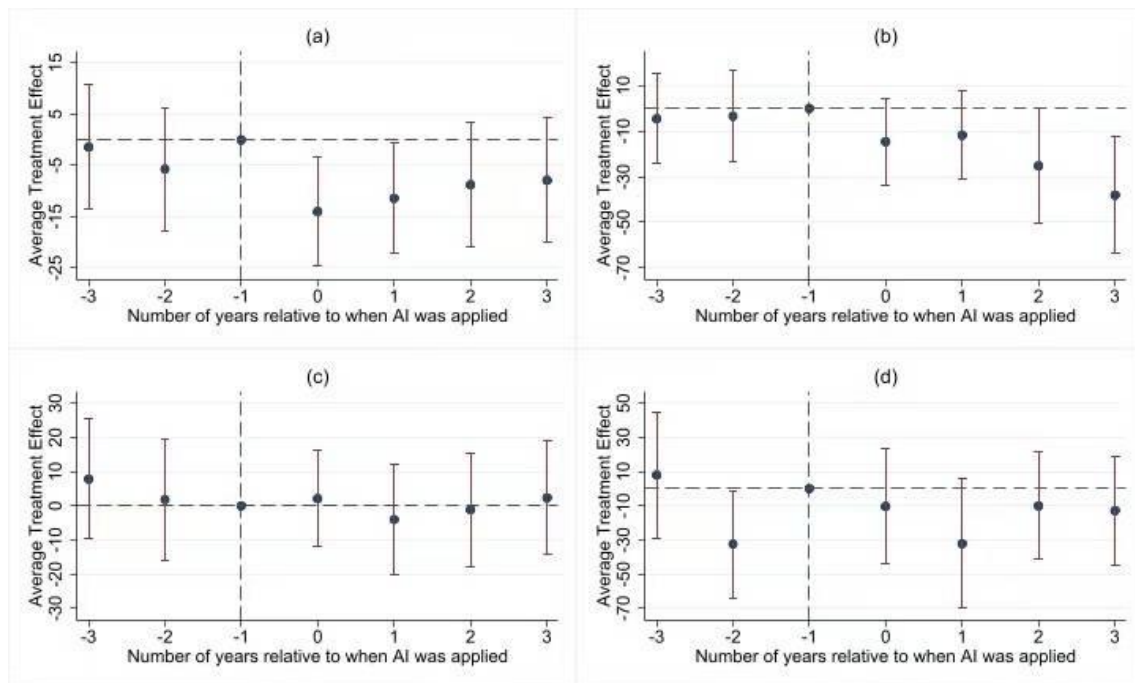 (a)
Average Treatment Effect
15
5
-5
-15
-25
-3 -2 -1 0 1 2 3
Number of years relative to when AI was applied
(b)
Average Treatment Effect
10
-10
-30
-50
-70
-3 -2 -1 0 1 2 3
Number of years relative to when AI was applied
(c)
Average Treatment Effect
30
20
10
0
-10
-20
-30
-3 -2 -1 0 1 2 3
Number of years relative to when AI was applied
(d)
Average Treatment Effect
50
30
10
-10
-30
-50
-70
-3 -2 -1 0 1 2 3
Number of years relative to when AI was applied